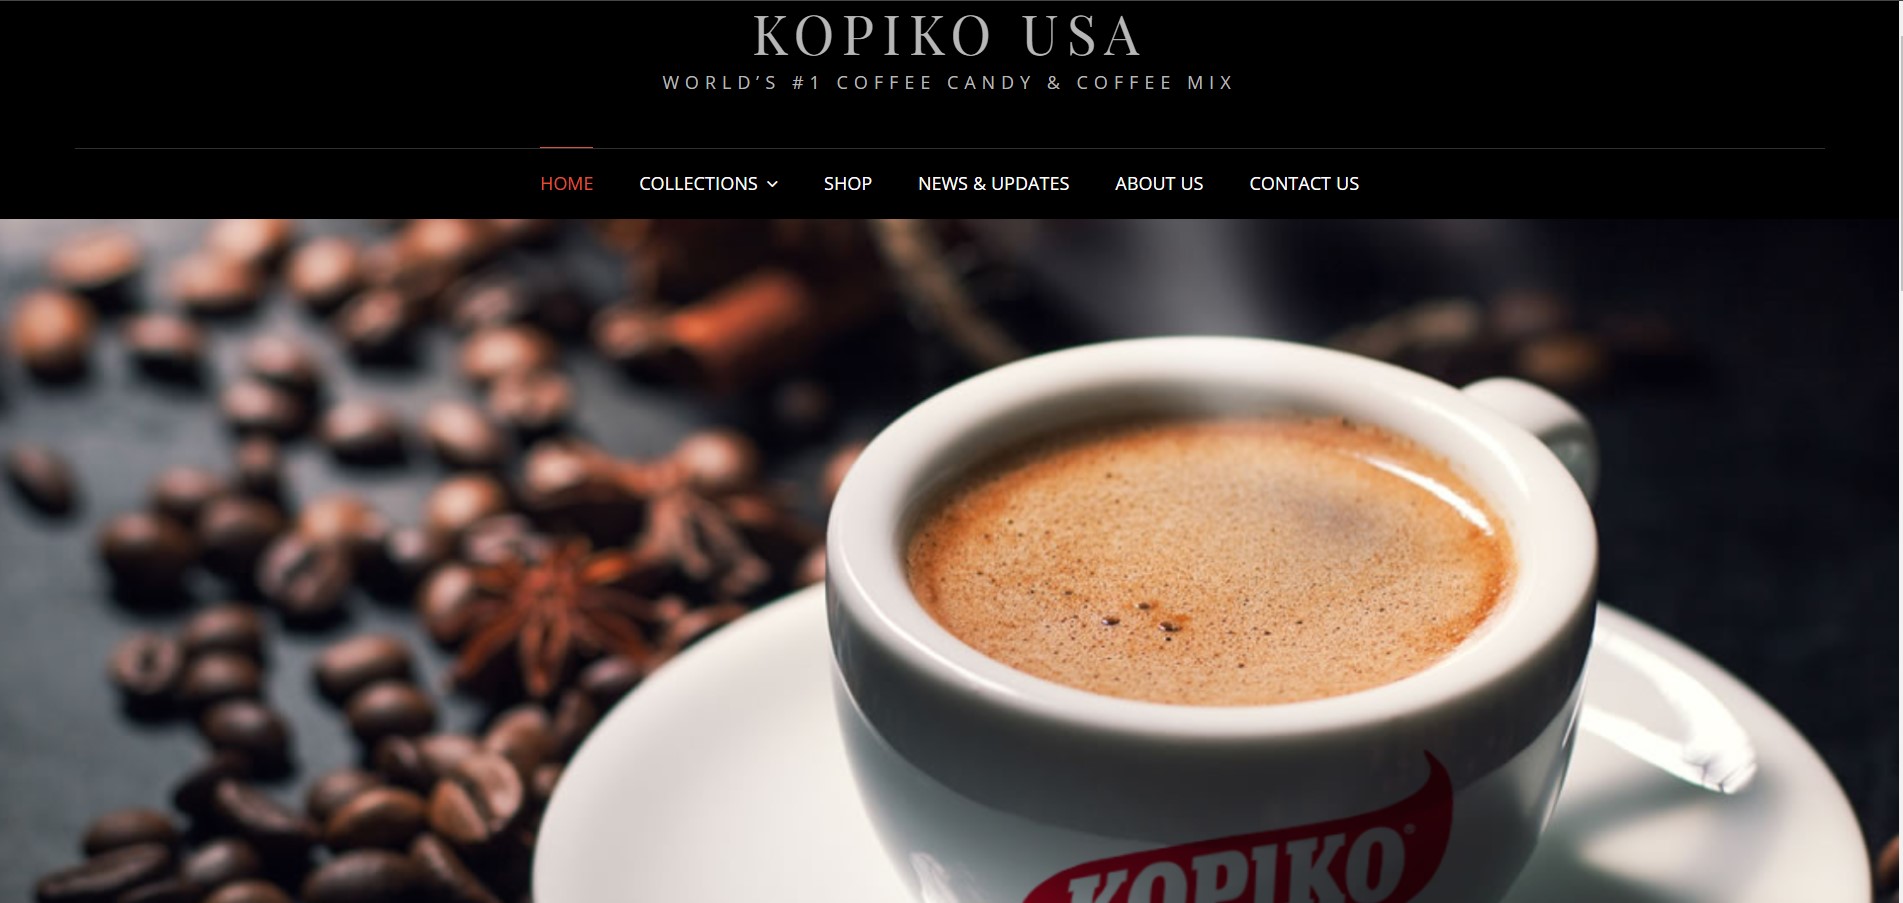 KOPIKO USA
WORLD’S #1 COFFEE CANDY & COFFEE MIX
HOME COLLECTIONS SHOP NEWS & UPDATES ABOUT US CONTACT US
KOPIKO®